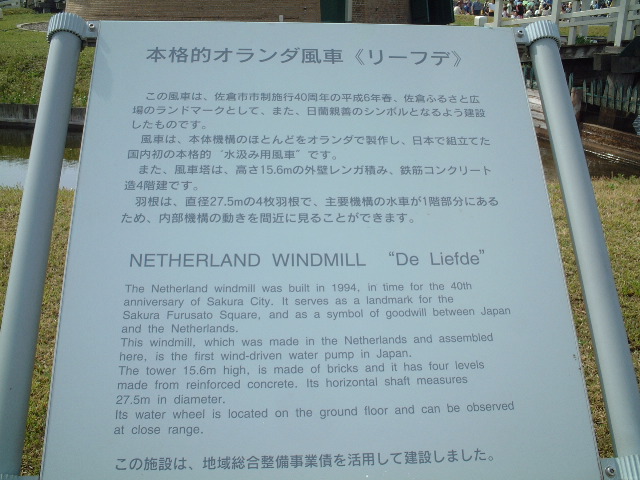 本格的オランダ風車《リーフデ》
この風車は、佐倉市市制施行40周年の平成6年春、佐倉ふるさと広
場のランドマークとして、また、日蘭親善のシンボルとなるよう建設
したものです。
風車は、本体機構のほとんどをオランダで製作し、日本で組立てた
国内初の本格的〝水汲み用風車〞です。
また、風車塔は、高さ15.6mの外壁レンガ積み、鉄筋コンクリート
造4階建です。
羽根は、直径27.5mの4枚羽根で、主要機構の水車が1階部分にある
ため、内部機構の動きを間近に見ることができます。
NETHERLAND WINDMILL “De Liefde”
The Netherland windmill was built in 1994, in time for the 40th
anniversary of Sakura City. It serves as a landmark for the
Sakura Furusato Square, and as a symbol of goodwill between Japan
and the Netherlands.
This windmill, which was made in the Netherlands and assembled
here, is the first wind-driven water pump in Japan.
The tower 15.6m high, is made of bricks and it has four levels
made from reinforced concrete. Its horizontal shaft measures
27.5m in diameter.
Its water wheel is located on the ground floor and can be observed
at close range.
この施設は、地域総合整備事業債を活用して建設しました。